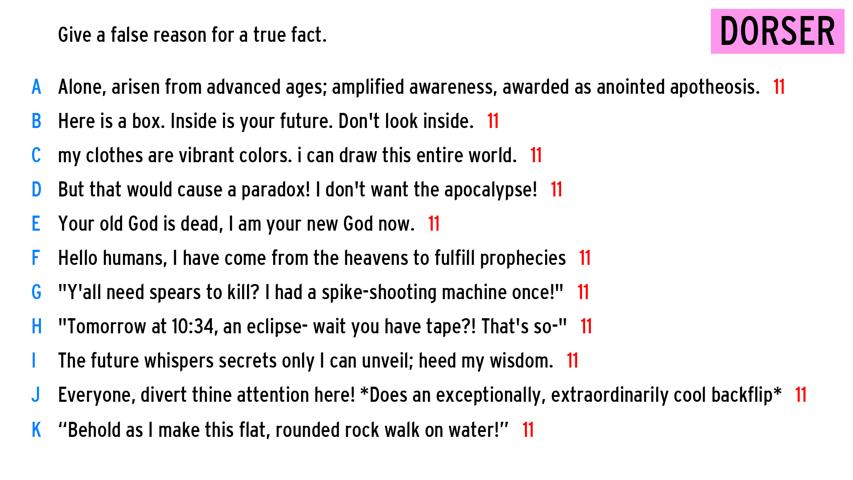 Give a false reason for a true fact.
DORSER
A Alone, arisen from advanced ages; amplified awareness, awarded as anointed apotheosis. 11
B Here is a box. Inside is your future. Don't look inside. 11
C my clothes are vibrant colors. i can draw this entire world. 11
D But that would cause a paradox! I don't want the apocalypse! 11
E Your old God is dead, I am your new God now. 11
F Hello humans, I have come from the heavens to fulfill prophecies 11
G "Y'all need spears to kill? I had a spike-shooting machine once!" 11
H "Tomorrow at 10:34, an eclipse- wait you have tape?! That's so-" 11
I The future whispers secrets only I can unveil; heed my wisdom. 11
J Everyone, divert thine attention here! *Does an exceptionally, extraordinarily cool backflip* 11
K “Behold as I make this flat, rounded rock walk on water!” 11